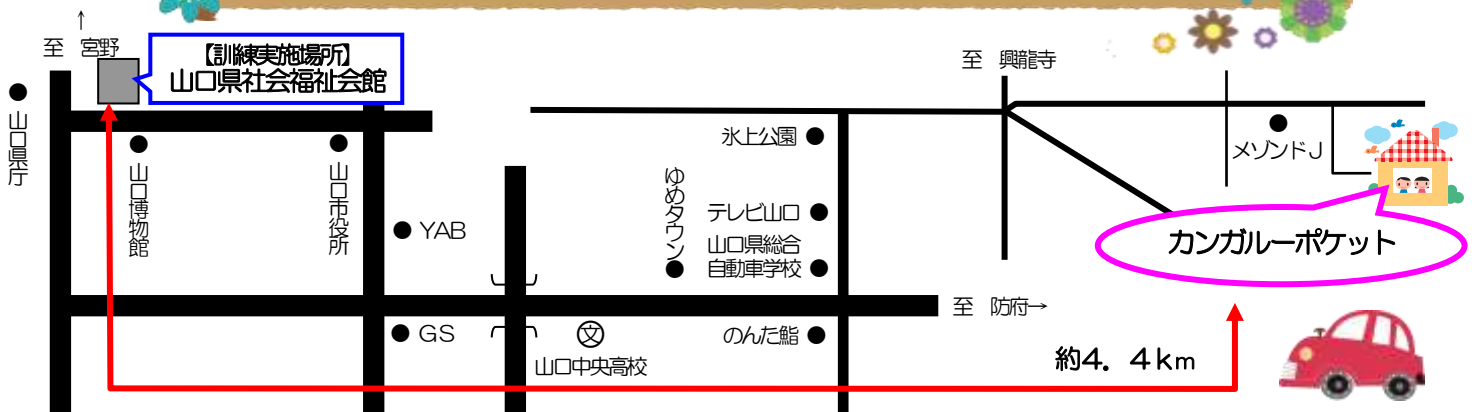 ↑
至 宮野
【訓練実施場所】
山口県社会福祉会館
山口県庁
山口博物館
山口市役所
YAB
GS
文
山口中央高校
ゆめタウン
氷上公園
テレビ山口
山口県総合
自動車学校
のんた鮨
至 防府→
至 興龍寺
メゾンドJ
カンガルーポケット
約4．4km